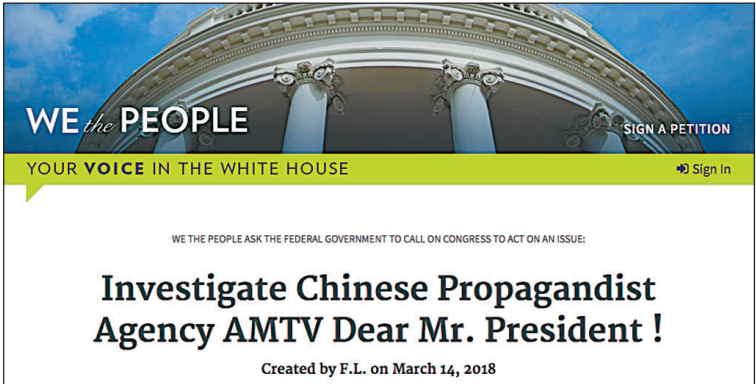 WE the PEOPLE
SIGN A PETITION
YOUR VOICE IN THE WHITE HOUSE
Sign In
WE THE PEOPLE ASK THE FEDERAL GOVERNMENT TO CALL ON CONGRESS TO ACT ON AN ISSUE:
Investigate Chinese Propagandist
Agency AMTV Dear Mr. President !
Created by F.L. on March 14, 2018